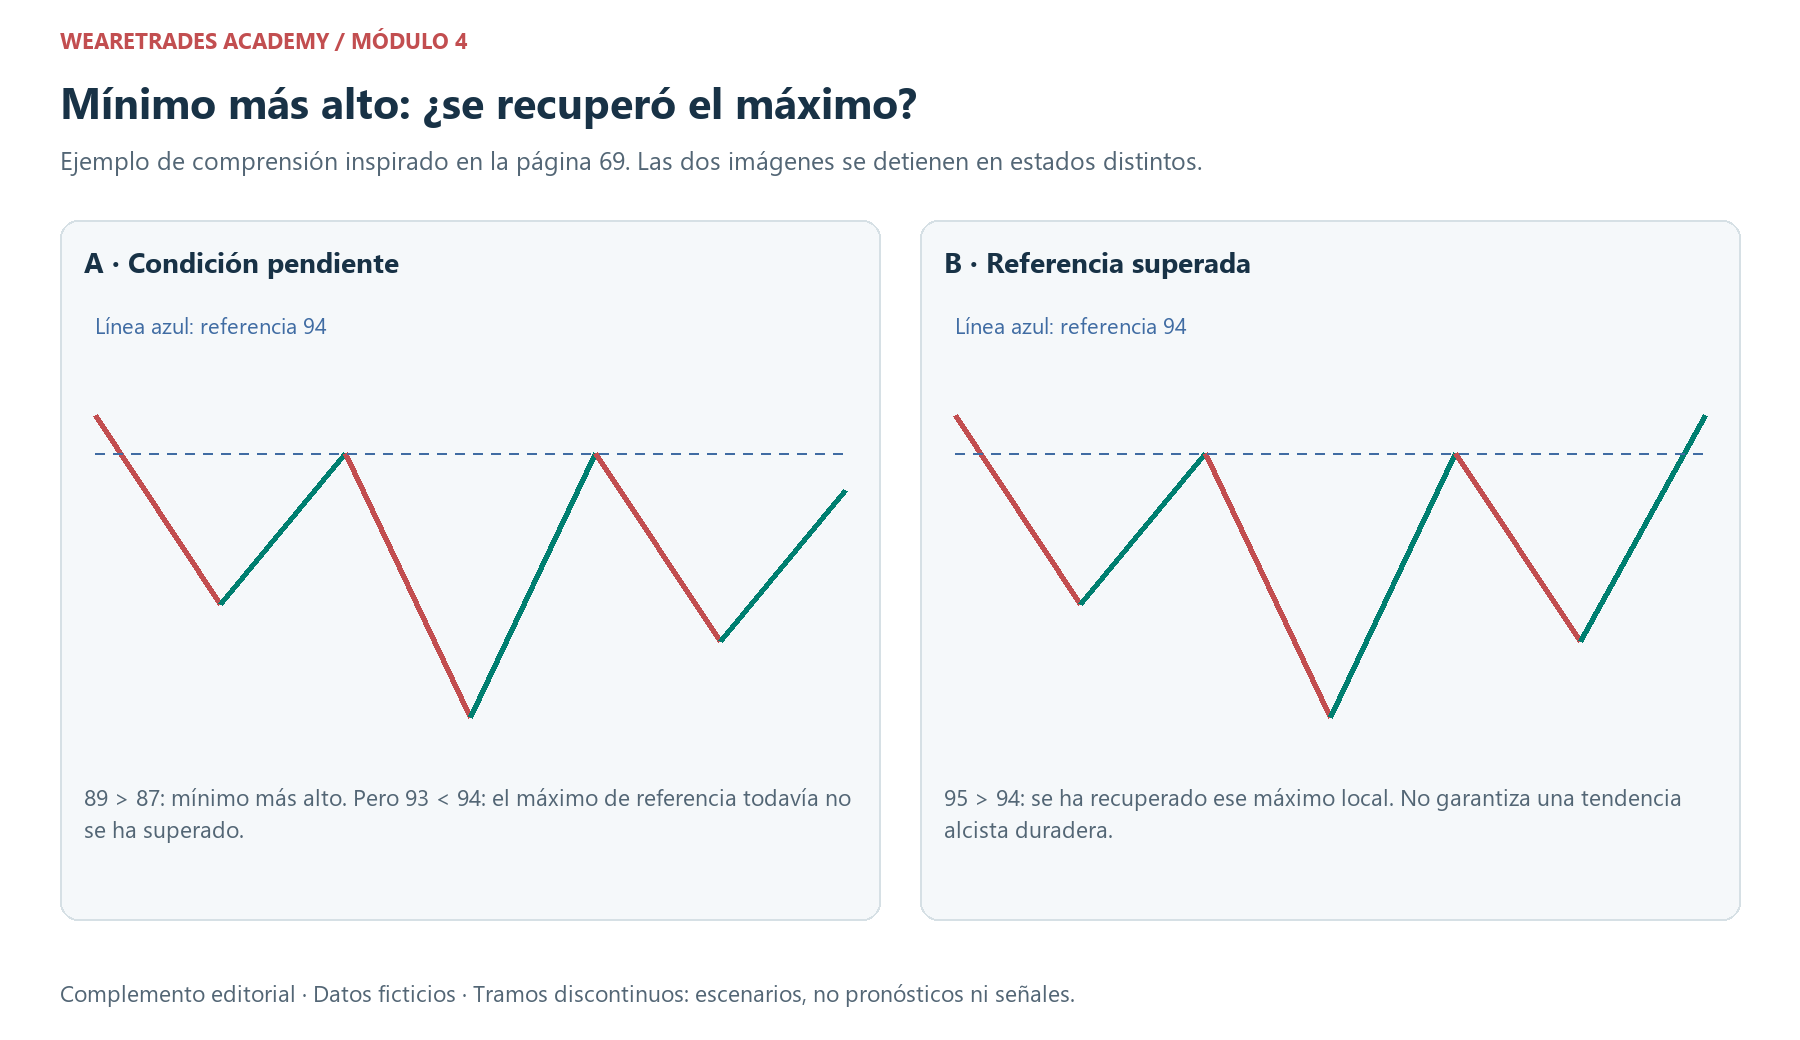 WEARETRADES ACADEMY / MÓDULO 4
Mínimo más alto: ¿se recuperó el máximo?
Ejemplo de comprensión inspirado en la página 69. Las dos imágenes se detienen en estados distintos.
A · Condición pendiente
Línea azul: referencia 94
89 > 87: mínimo más alto. Pero 93 < 94: el máximo de referencia todavía no
se ha superado.
B · Referencia superada
Línea azul: referencia 94
95 > 94: se ha recuperado ese máximo local. No garantiza una tendencia
alcista duradera.
Complemento editorial · Datos ficticios · Tramos discontinuos: escenarios, no pronósticos ni señales.